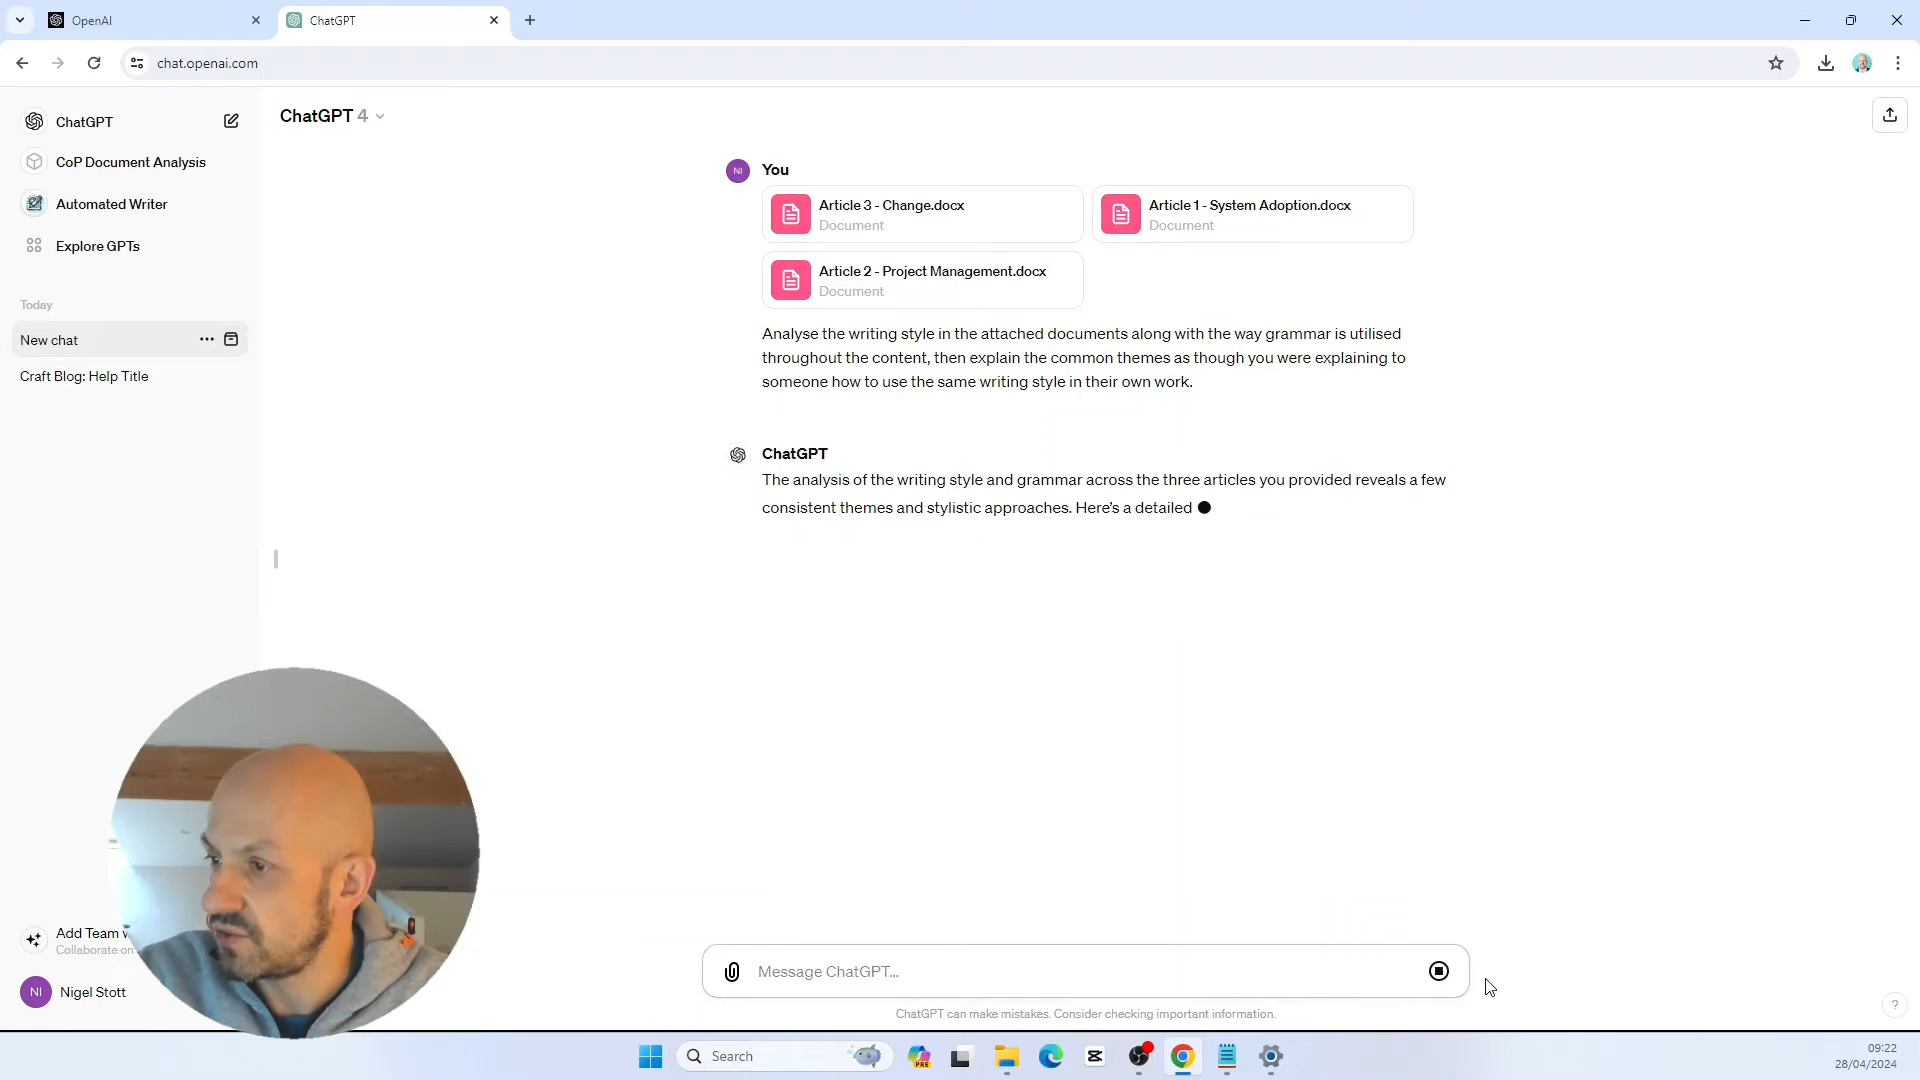 OpenAI
ChatGPT
chat.openai.com
ChatGPT
CoP Document Analysis
Automated Writer
Explore GPTs
Today
New chat
Craft Blog: Help Title
Add Team
Collaborate on
NI Nigel Stott
ChatGPT 4
NI You
Article 3 - Change.docx
Document
Article 1 - System Adoption.docx
Document
Article 2 - Project Management.docx
Document
Analyse the writing style in the attached documents along with the way grammar is utilised
throughout the content, then explain the common themes as though you were explaining to
someone how to use the same writing style in their own work.
ChatGPT
The analysis of the writing style and grammar across the three articles you provided reveals a few
consistent themes and stylistic approaches. Here's a detailed
Message ChatGPT...
ChatGPT can make mistakes. Consider checking important information.
?
Search
PRE
09:22
28/04/2024